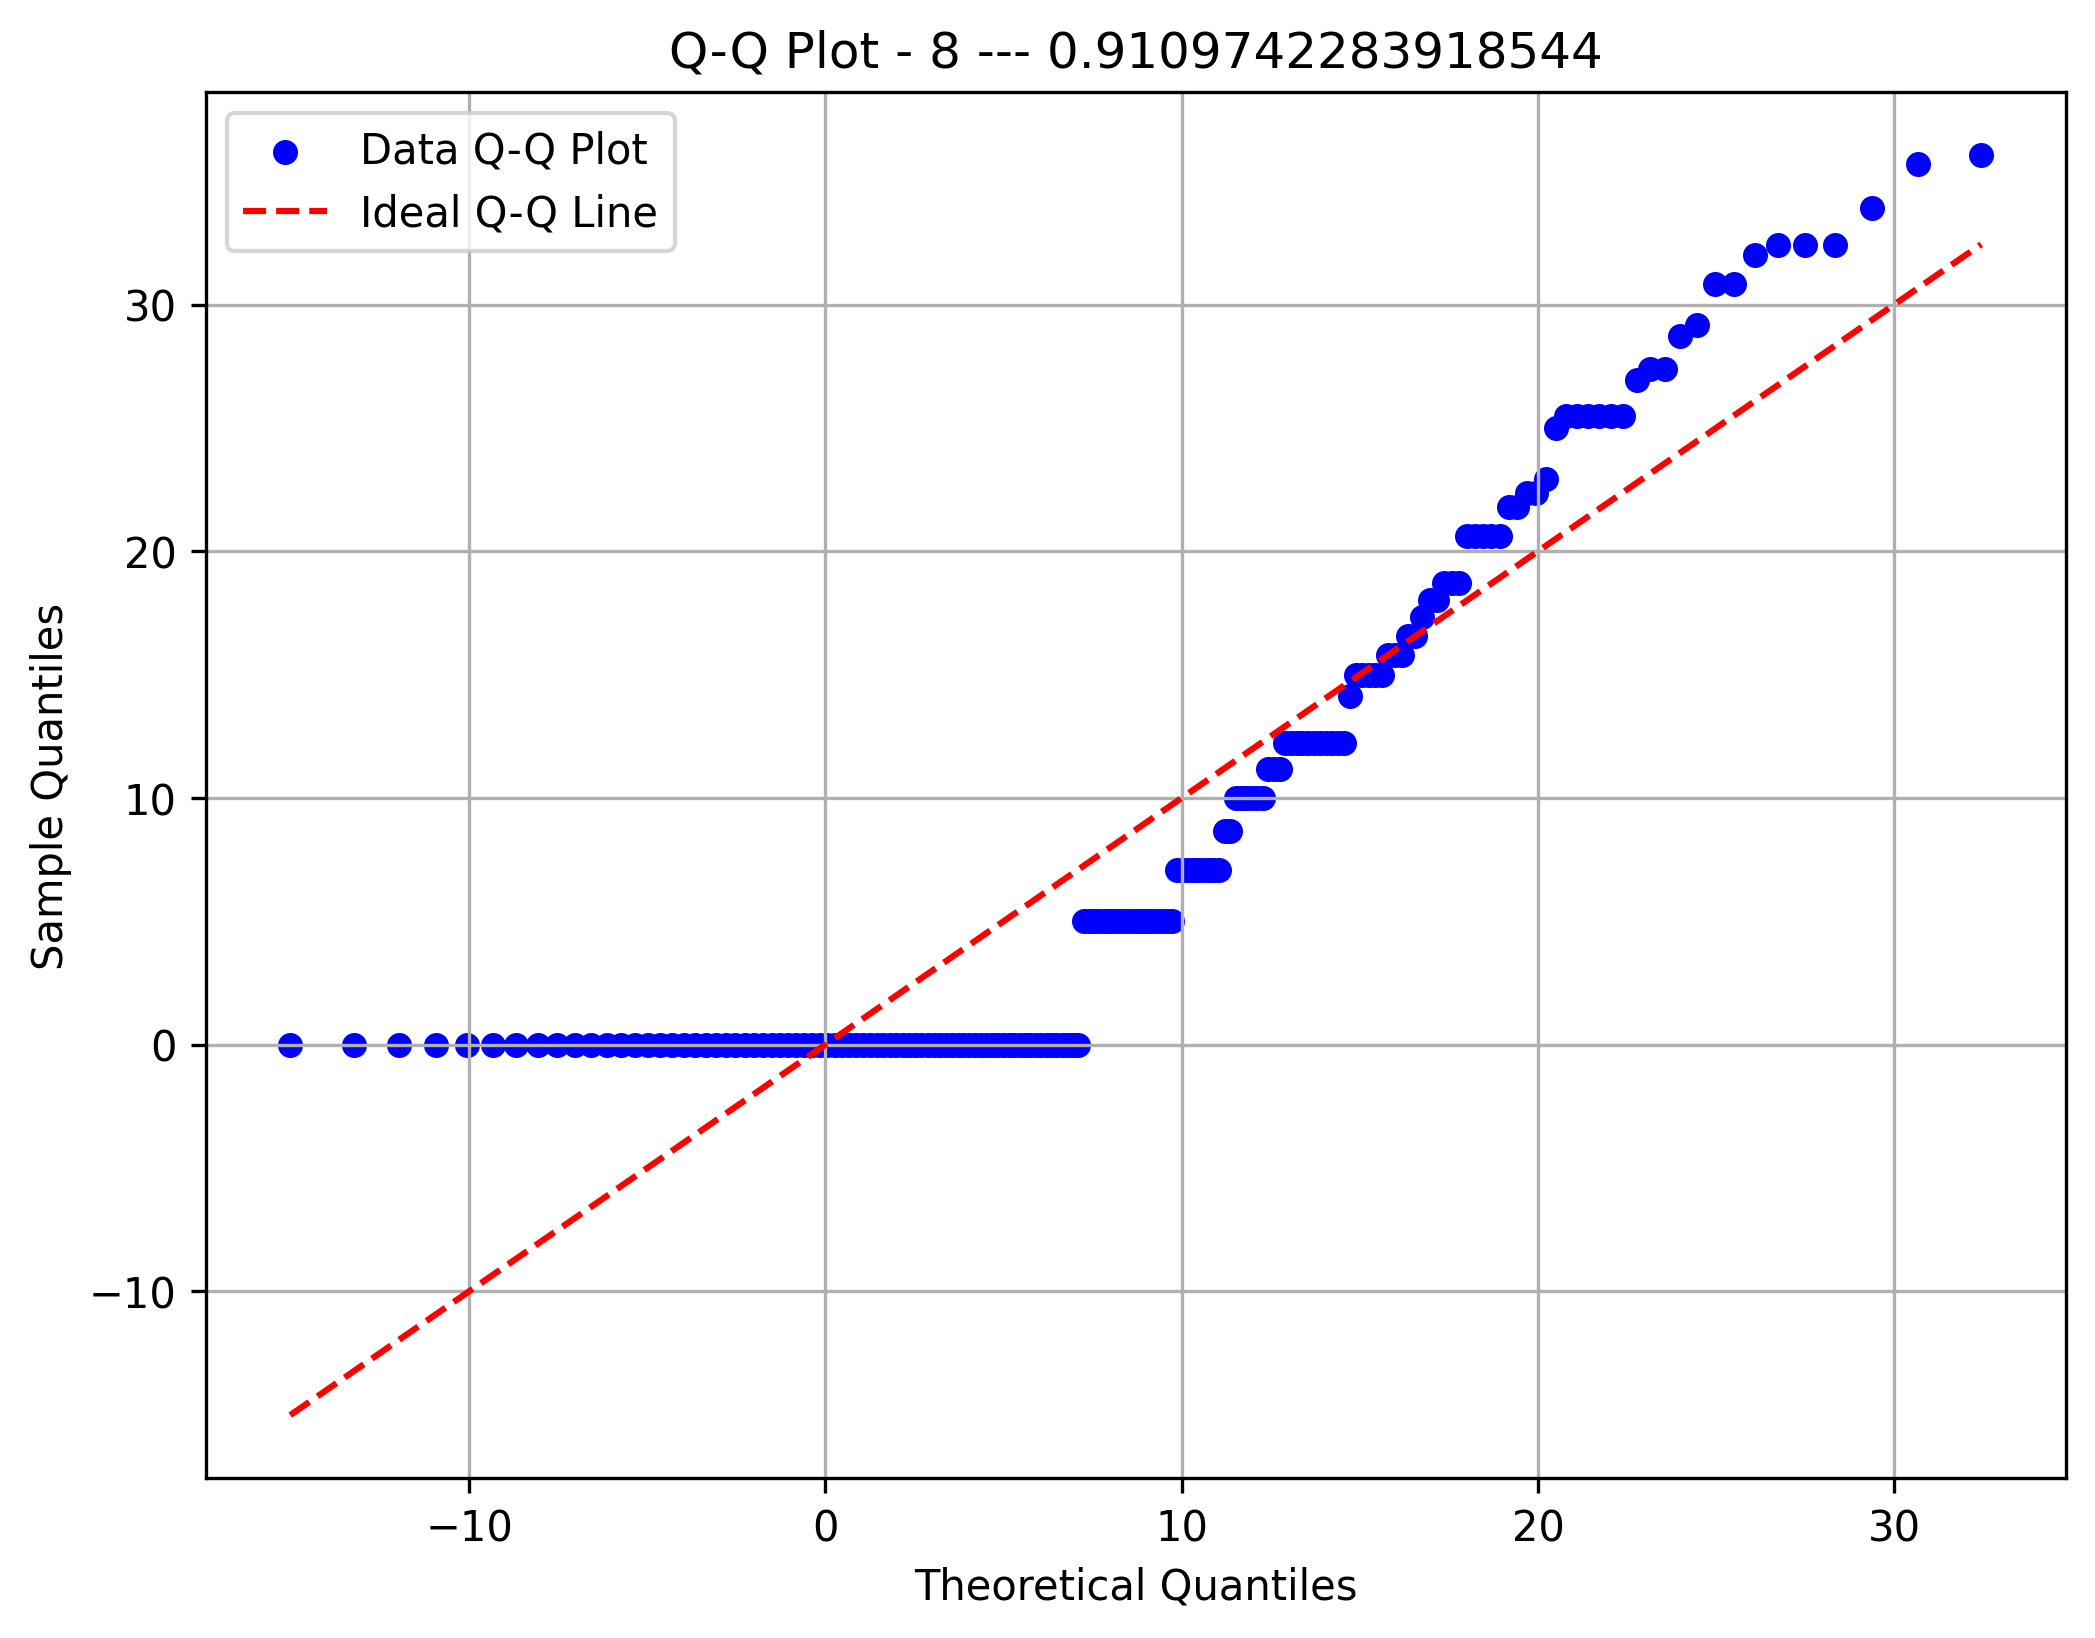 Q-Q Plot - 8 --- 0.9109742283918544
Data Q-Q Plot
Ideal Q-Q Line
Sample Quantiles
30
20
10
0
−10
−10 0 10 20 30
Theoretical Quantiles